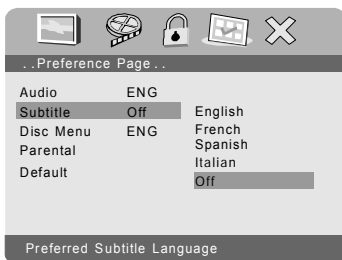 ..Preference Page..
Audio ENG
Subtitle Off
Disc Menu ENG
Parental
Default
English
French
Spanish
Italian
Off
Preferred Subtitle Language